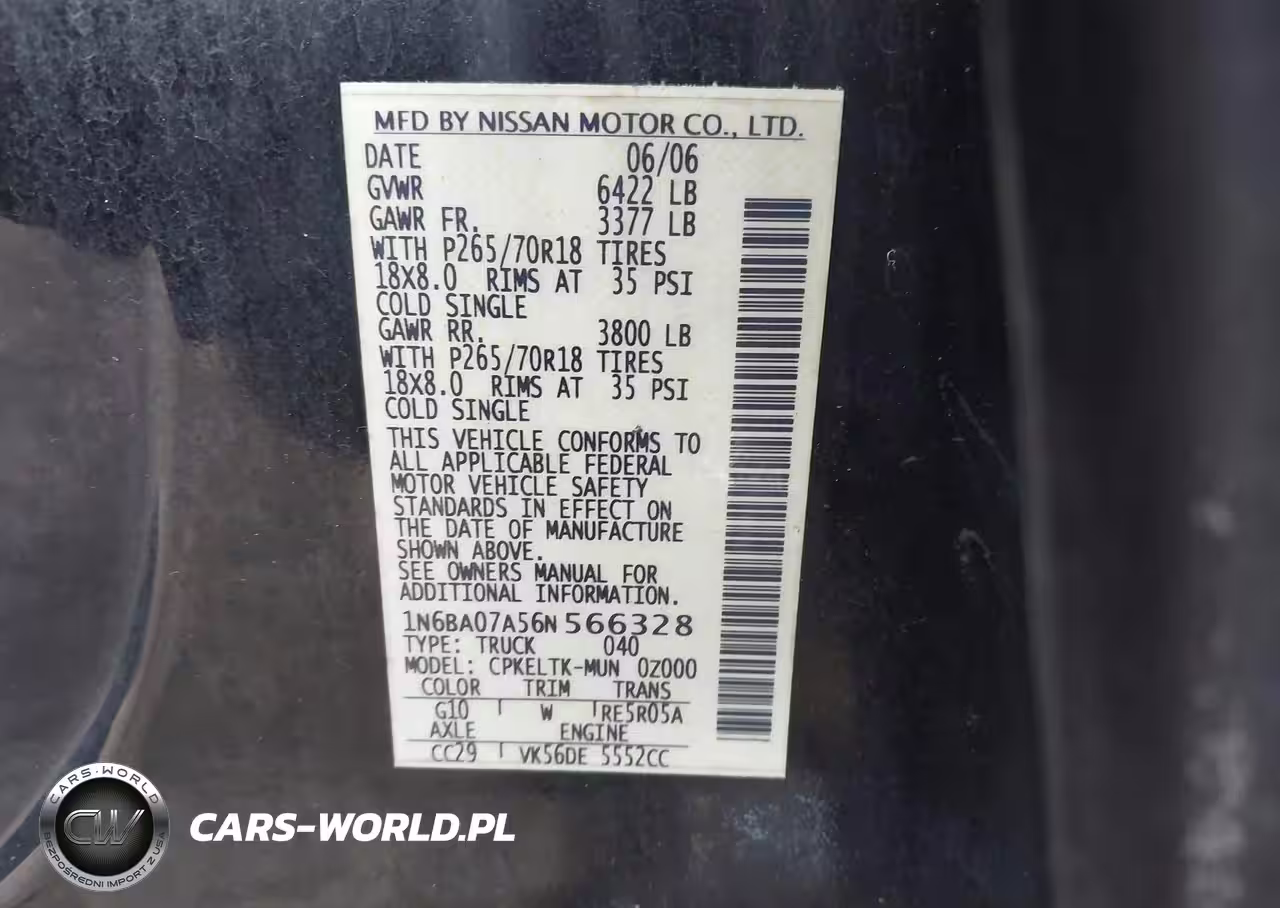 MFD BY NISSAN MOTOR CO., LTD.
DATE 06/06
GVWR 6422 LB
GAWR FR. 3377 LB
WITH P265/70R18 TIRES
18X8.0 RIMS AT 35 PSI
COLD SINGLE
GAWR RR. 3800 LB
WITH P265/70R18 TIRES
18X8.0 RIMS AT 35 PSI
COLD SINGLE
THIS VEHICLE CONFORMS TO
ALL APPLICABLE FEDERAL
MOTOR VEHICLE SAFETY
STANDARDS IN EFFECT ON
THE DATE OF MANUFACTURE
SHOWN ABOVE.
SEE OWNERS MANUAL FOR
ADDITIONAL INFORMATION.
1N6BA07A56N566328
TYPE: TRUCK 040
MODEL: CPKELTK-MUN 0Z000
COLOR TRIM TRANS
G10 W RE5R05A
AXLE ENGINE
CC29 VK56DE 5552CC
CARS-WORLD
CW
BEZPOŚREDNI IMPORT Z USA
CARS-WORLD.PL